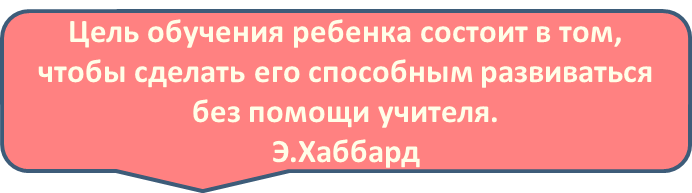 Цель обучения ребенка состоит в том,
чтобы сделать его способным развиваться
без помощи учителя.
Э.Хаббард